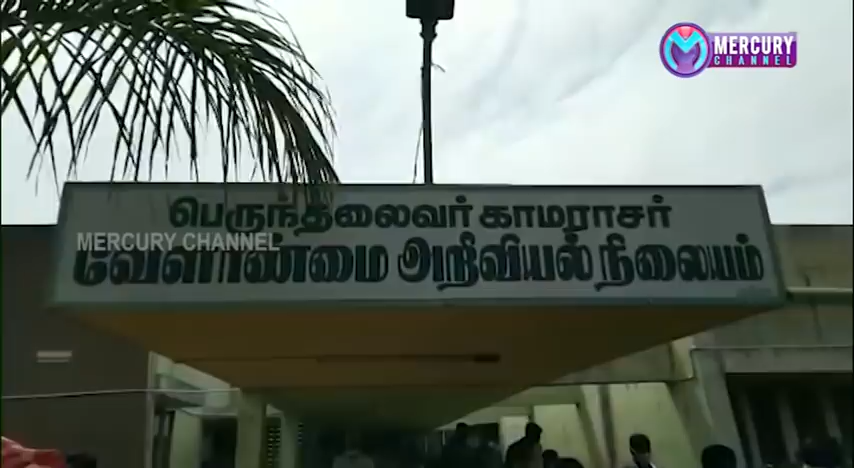 MERCURY
CHANNEL
பெருந்தலைவர் காமராசர்
MERCURY CHANNEL
வேளாண்மை அறிவியல் நிலையம்